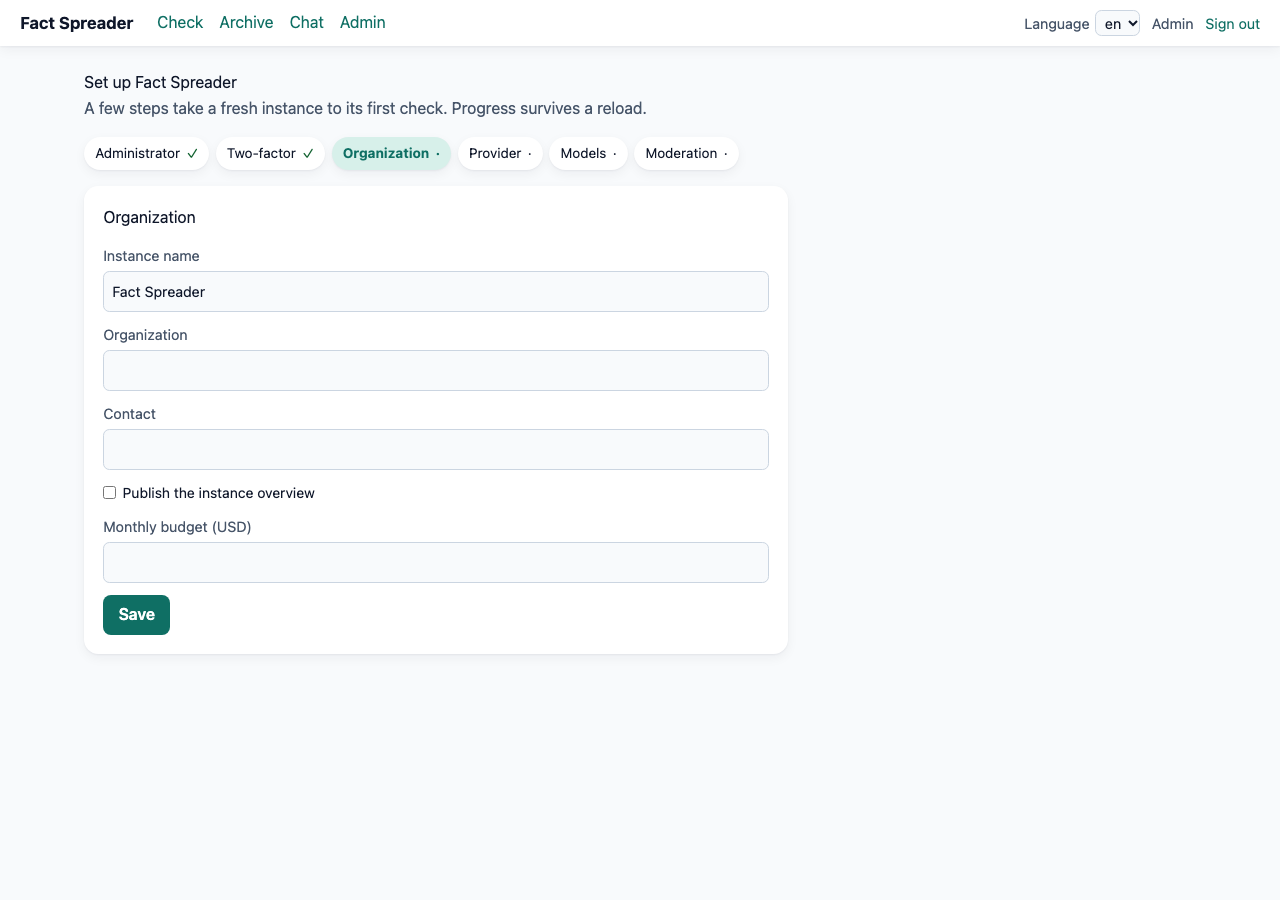 Fact Spreader Check Archive Chat Admin Language en Admin Sign out
Set up Fact Spreader
A few steps take a fresh instance to its first check. Progress survives a reload.
Administrator ✓ Two-factor ✓ Organization · Provider · Models · Moderation ·
Organization
Instance name
Fact Spreader
Organization
Contact
Publish the instance overview
Monthly budget (USD)
Save